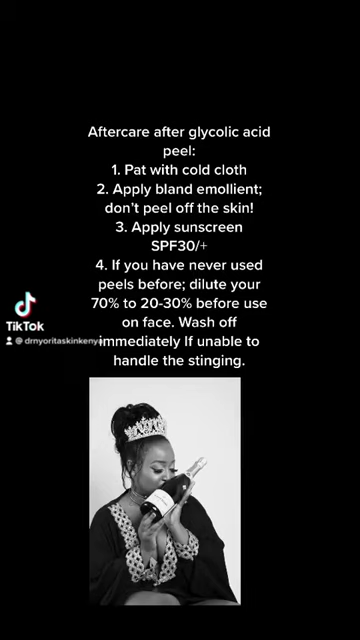 Aftercare after glycolic acid
peel:
1. Pat with cold cloth
2. Apply bland emollient;
don't peel off the skin!
3. Apply sunscreen
SPF30/+
4. If you have never used
peels before; dilute your
70% to 20-30% before use
on face. Wash off
immediately If unable to
handle the stinging.
TikTok
@ drnyoritaskinkenya